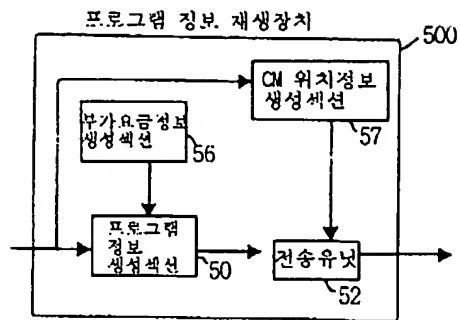 프로그램 정보 재생장치
500
CM 위치정보
생성섹션
57
부가요금정보
생성섹션
56
프로그램
정보
생성섹션
50
전송유닛
52